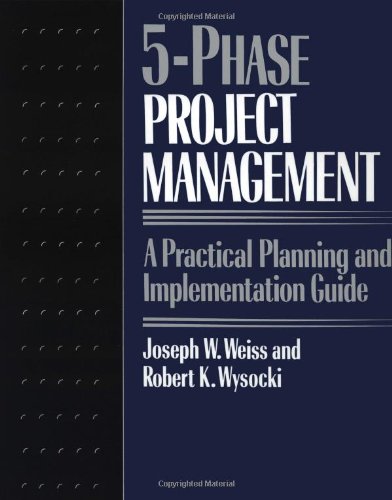 Copyrighted Material
5-PHASE
PROJECT
MANAGEMENT
A Practical Planning and
Implementation Guide
Joseph W. Weiss and
Robert K. Wysocki
Copyrighted Material